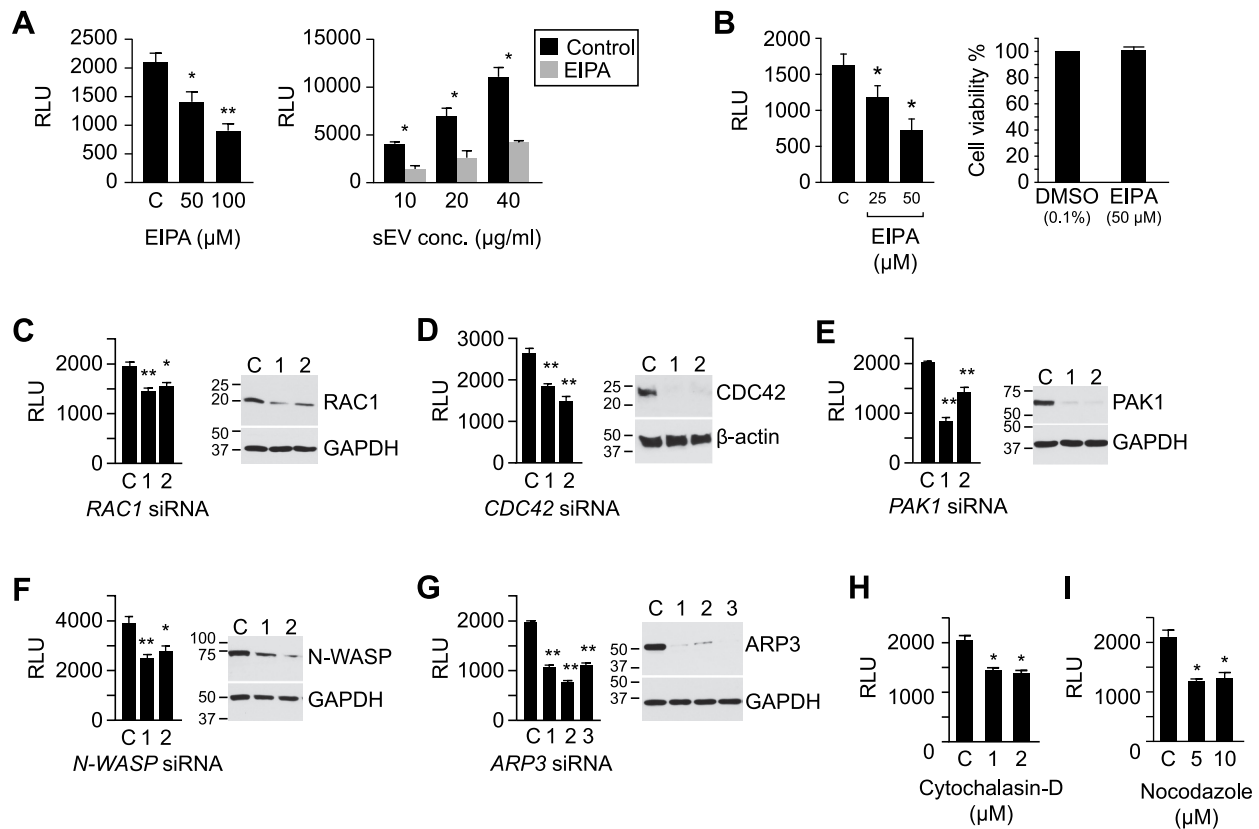 A
RLU
2500
2000
1500
1000
500
0
C 50 100
EIPA (µM)
RLU
15000
10000
5000
0
* * *
10 20 40
sEV conc. (µg/ml)
Control
EIPA
* **
B
RLU
2000
1500
1000
500
0
* *
C 25 50
EIPA
(µM)
Cell viability %
100
80
60
40
20
0
DMSO EIPA
(0.1%) (50 µM)
C
RLU
2000
1000
0
** *
C 1 2
RAC1 siRNA
C 1 2
25
20
RAC1
50
37
GAPDH
D
RLU
3000
2000
1000
0
** **
C 1 2
CDC42 siRNA
C 1 2
25
20
CDC42
50
37
β-actin
E
RLU
2000
1000
0
** **
C 1 2
PAK1 siRNA
C 1 2
75
50
PAK1
50
37
GAPDH
F
RLU
4000
2000
0
** *
C 1 2
N-WASP siRNA
C 1 2
100
75
N-WASP
50
37
GAPDH
G
RLU
2000
1000
0
** ** **
C 1 2 3
ARP3 siRNA
C 1 2 3
50
37
ARP3
50
37
GAPDH
H
RLU
2000
1000
0
* *
C 1 2
Cytochalasin-D
(µM)
I
RLU
2000
1000
0
* *
C 5 10
Nocodazole
(µM)